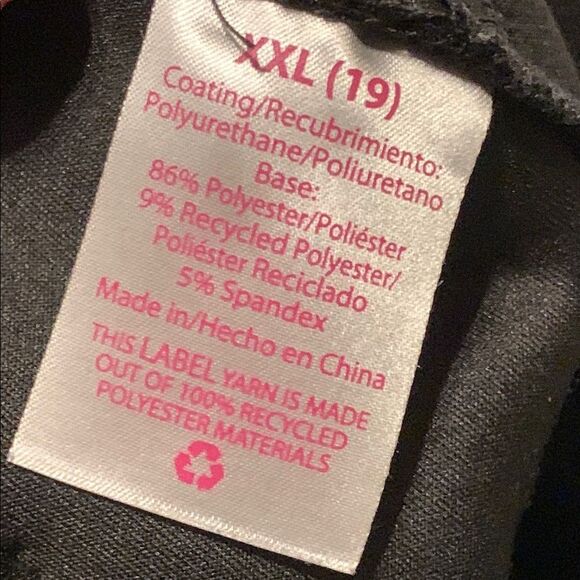 XXL (19)
Coating/Recubrimiento:
Polyurethane/Poliuretano
Base:
86% Polyester/Poliéster
9% Recycled Polyester/
Poliéster Reciclado
5% Spandex
Made in/Hecho en China
THIS LABEL YARN IS MADE
OUT OF 100% RECYCLED
POLYESTER MATERIALS